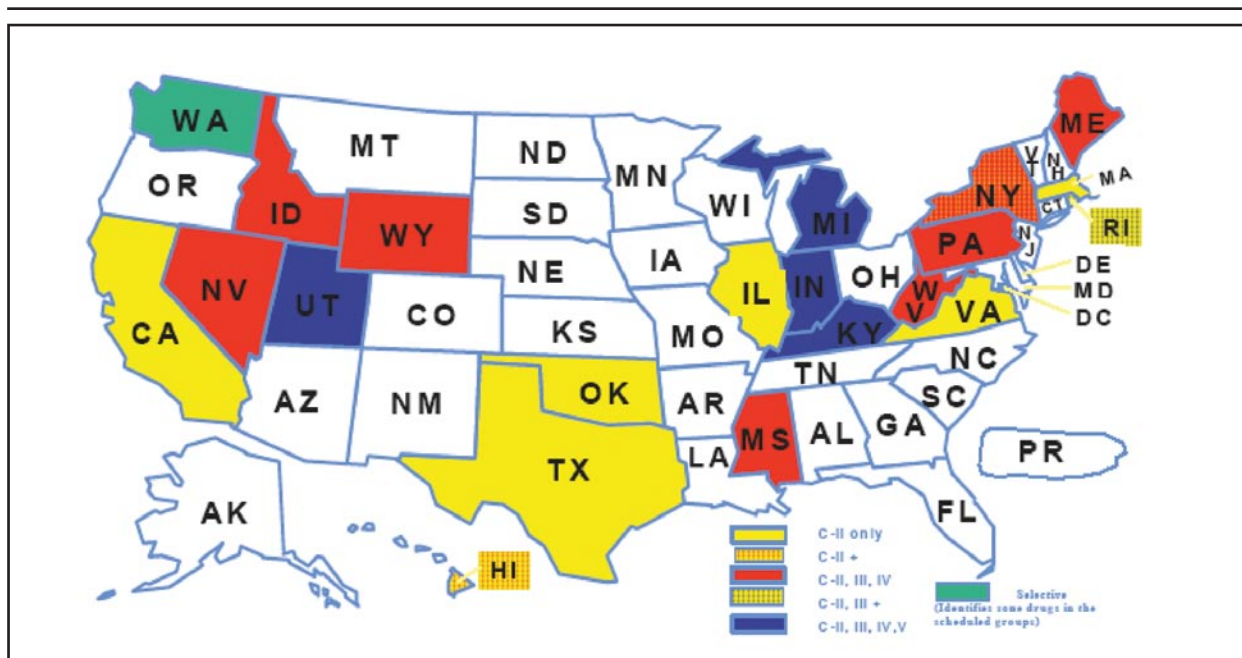 WA
MT
ND
MN
ME
VT
NH
MA
OR
ID
WY
SD
WI
MI
NY
CT
RI
NV
UT
CO
NE
IA
IL
IN
OH
PA
NJ
DE
MD
DC
CA
KS
MO
KY
WV
VA
AZ
NM
OK
AR
TN
NC
SC
TX
LA
MS
AL
GA
PR
AK
HI
FL
C-II only
C-II +
C-II, III, IV
C-II, III +
C-II, III, IV,V
Selective
(Identifies some drugs in the
scheduled groups)